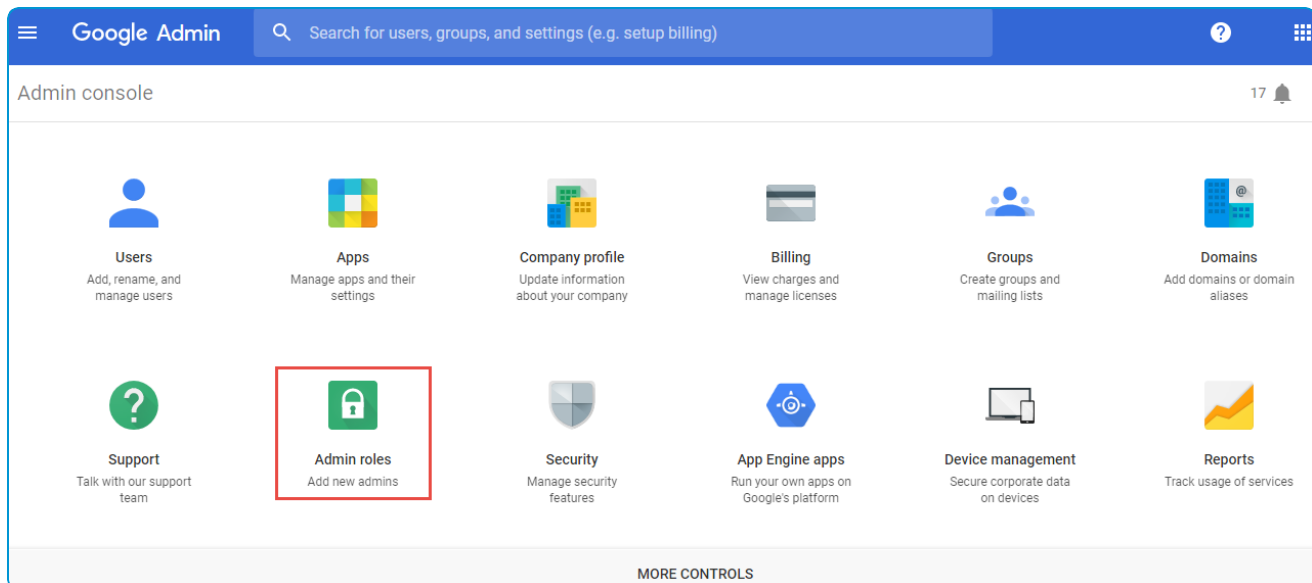 Google Admin
Search for users, groups, and settings (e.g. setup billing)
?
Admin console
17
Users
Add, rename, and
manage users
Apps
Manage apps and their
settings
Company profile
Update information
about your company
Billing
View charges and
manage licenses
Groups
Create groups and
mailing lists
@
Domains
Add domains or domain
aliases
?
Support
Talk with our support
team
Admin roles
Add new admins
Security
Manage security
features
App Engine apps
Run your own apps on
Google's platform
Device management
Secure corporate data
on devices
Reports
Track usage of services
MORE CONTROLS